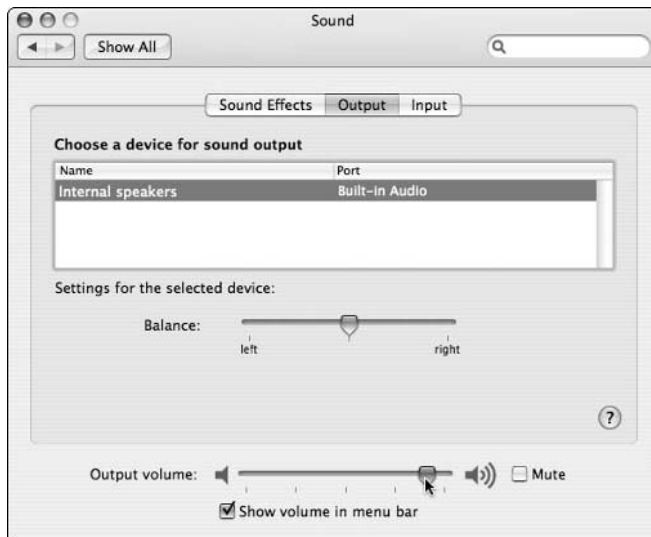 Sound
Show All
Sound Effects Output Input
Choose a device for sound output
Name Port
Internal speakers Built-in Audio
Settings for the selected device:
Balance:
left right
?
Output volume: Mute
Show volume in menu bar